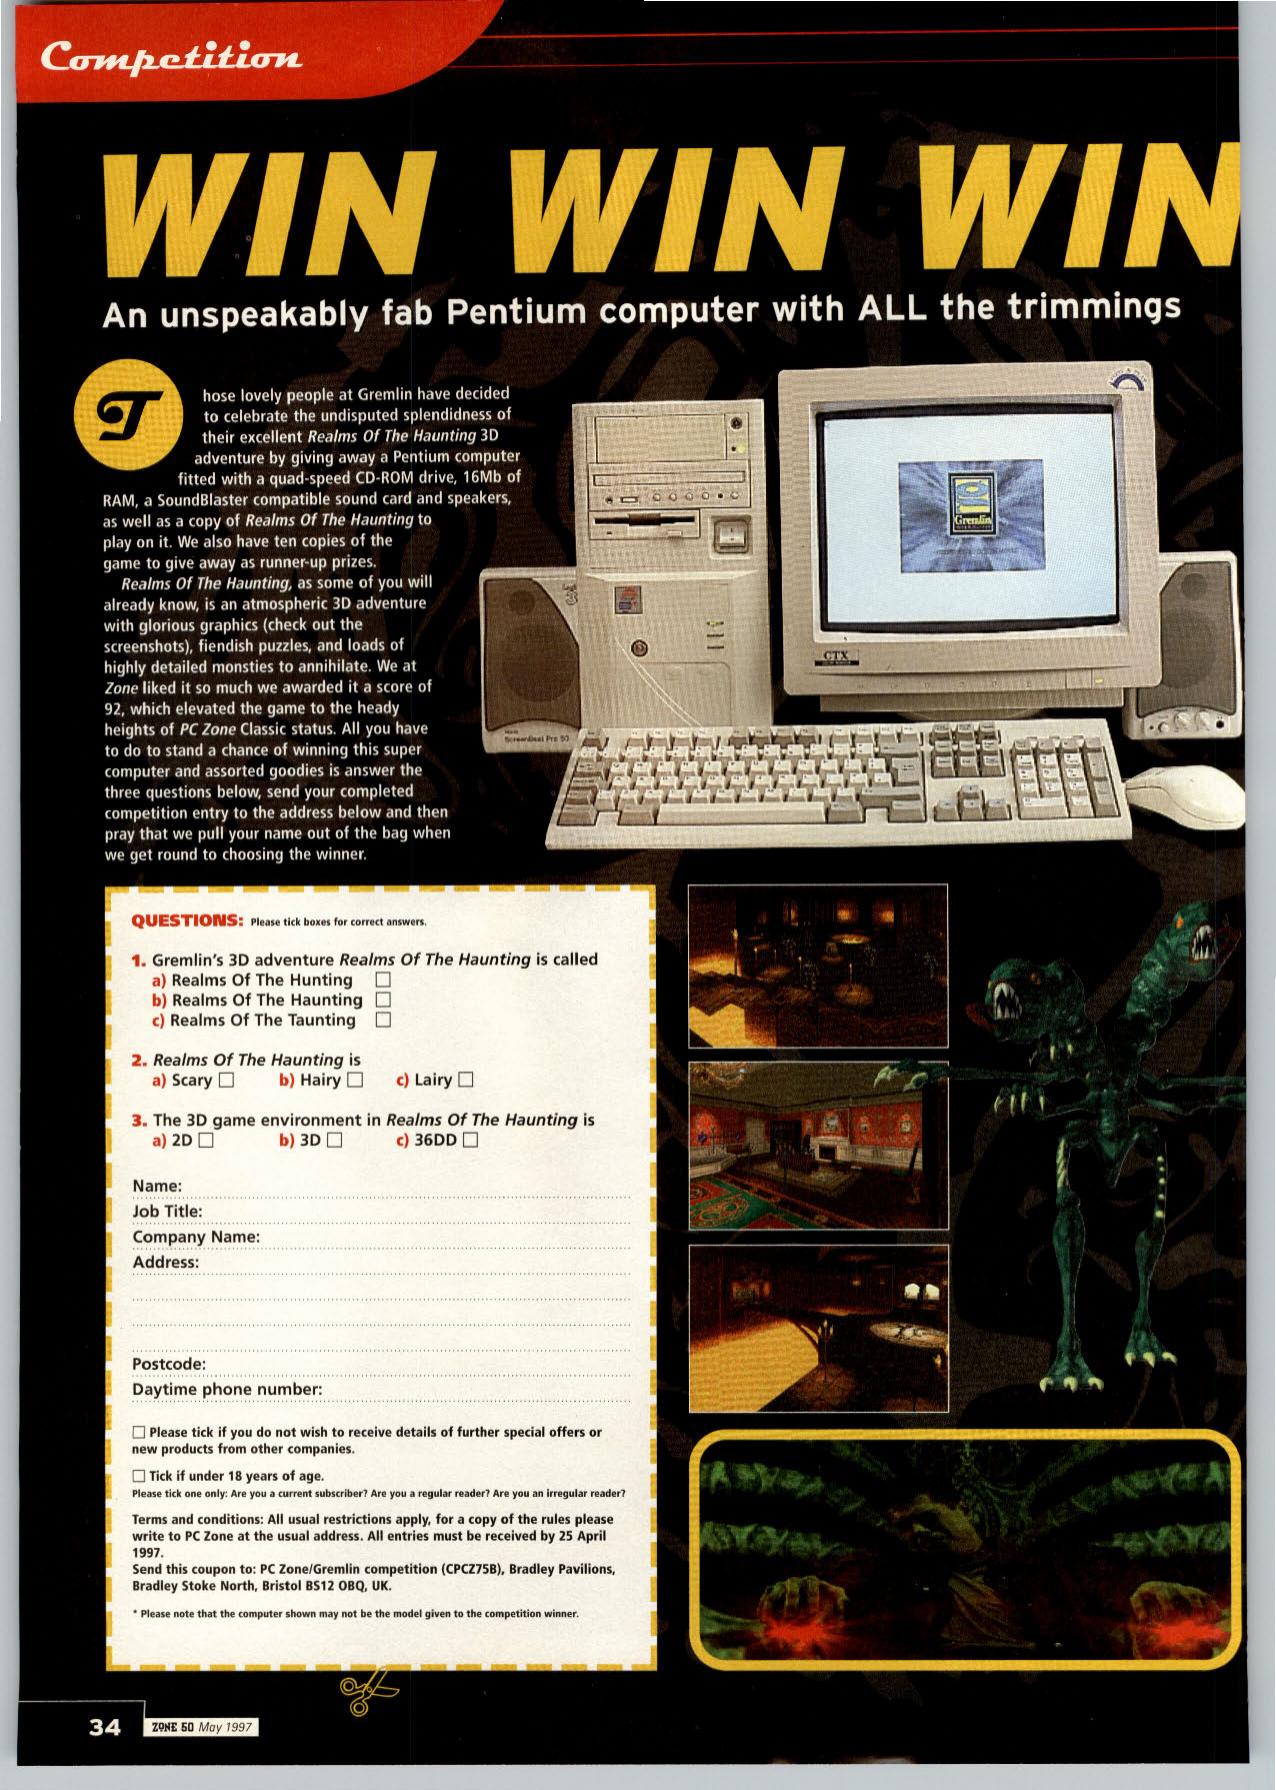 Competition
WIN WIN WIN
An unspeakably fab Pentium computer with ALL the trimmings
Those lovely people at Gremlin have decided
to celebrate the undisputed splendidness of
their excellent Realms Of The Haunting 3D
adventure by giving away a Pentium computer
fitted with a quad-speed CD-ROM drive, 16Mb of
RAM, a SoundBlaster compatible sound card and speakers,
as well as a copy of Realms Of The Haunting to
play on it. We also have ten copies of the
game to give away as runner-up prizes.
Realms Of The Haunting, as some of you will
already know, is an atmospheric 3D adventure
with glorious graphics (check out the
screenshots), fiendish puzzles, and loads of
highly detailed monsties to annihilate. We at
Zone liked it so much we awarded it a score of
92, which elevated the game to the heady
heights of PC Zone Classic status. All you have
to do to stand a chance of winning this super
computer and assorted goodies is answer the
three questions below, send your completed
competition entry to the address below and then
pray that we pull your name out of the bag when
we get round to choosing the winner.
Gremlin
CTX
ScreenBeat Pro 50
QUESTIONS: Please tick boxes for correct answers.
1. Gremlin's 3D adventure Realms Of The Haunting is called
a) Realms Of The Hunting
b) Realms Of The Haunting
c) Realms Of The Taunting
2. Realms Of The Haunting is
a) Scary b) Hairy c) Lairy
3. The 3D game environment in Realms Of The Haunting is
a) 2D b) 3D c) 36DD
Name:
Job Title:
Company Name:
Address:
Postcode:
Daytime phone number:
Please tick if you do not wish to receive details of further special offers or
new products from other companies.
Tick if under 18 years of age.
Please tick one only: Are you a current subscriber? Are you a regular reader? Are you an irregular reader?
Terms and conditions: All usual restrictions apply, for a copy of the rules please
write to PC Zone at the usual address. All entries must be received by 25 April
1997.
Send this coupon to: PC Zone/Gremlin competition (CPCZ75B), Bradley Pavilions,
Bradley Stoke North, Bristol BS12 OBQ, UK.
* Please note that the computer shown may not be the model given to the competition winner.
34 ZONE 50 May 1997